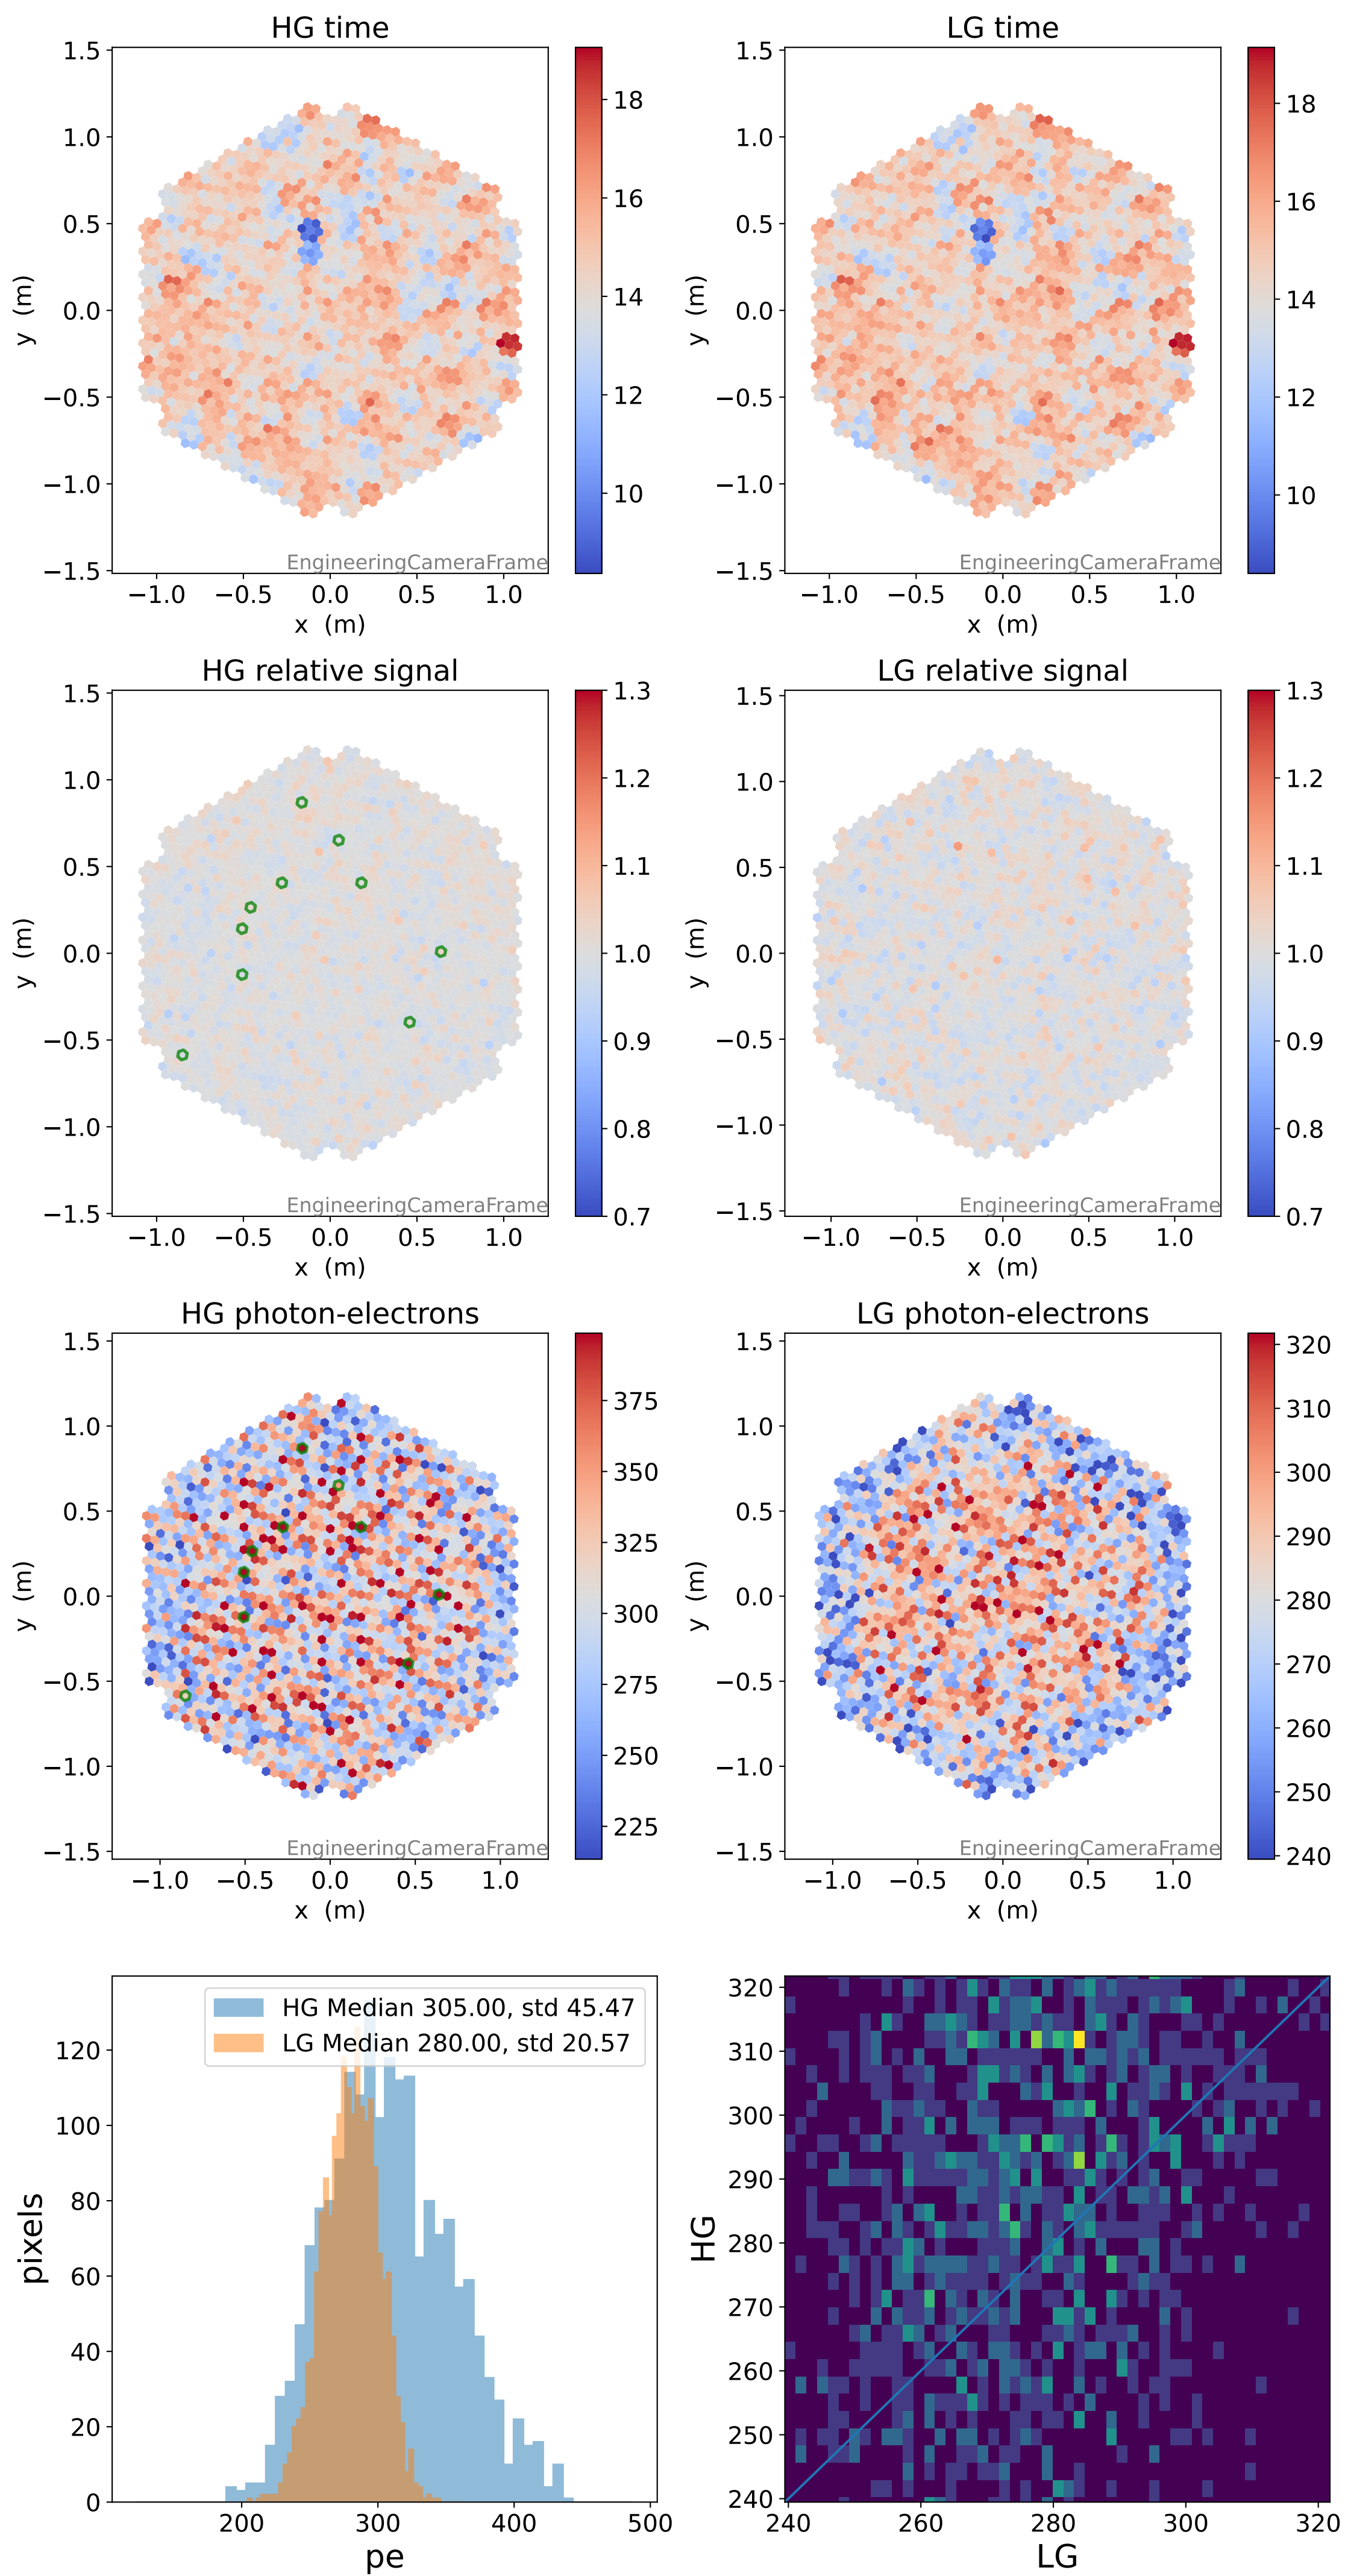 HG time
LG time
1.5
1.0
0.5
0.0
−0.5
−1.0
−1.5
y (m)
−1.0 −0.5 0.0 0.5 1.0
x (m)
EngineeringCameraFrame
18
16
14
12
10
1.5
1.0
0.5
0.0
−0.5
−1.0
−1.5
y (m)
−1.0 −0.5 0.0 0.5 1.0
x (m)
EngineeringCameraFrame
18
16
14
12
10
HG relative signal
LG relative signal
1.5
1.0
0.5
0.0
−0.5
−1.0
−1.5
y (m)
−1.0 −0.5 0.0 0.5 1.0
x (m)
EngineeringCameraFrame
1.3
1.2
1.1
1.0
0.9
0.8
0.7
1.5
1.0
0.5
0.0
−0.5
−1.0
−1.5
y (m)
−1.0 −0.5 0.0 0.5 1.0
x (m)
EngineeringCameraFrame
1.3
1.2
1.1
1.0
0.9
0.8
0.7
HG photon-electrons
LG photon-electrons
1.5
1.0
0.5
0.0
−0.5
−1.0
−1.5
y (m)
−1.0 −0.5 0.0 0.5 1.0
x (m)
EngineeringCameraFrame
375
350
325
300
275
250
225
1.5
1.0
0.5
0.0
−0.5
−1.0
−1.5
y (m)
−1.0 −0.5 0.0 0.5 1.0
x (m)
EngineeringCameraFrame
320
310
300
290
280
270
260
250
240
HG Median 305.00, std 45.47
LG Median 280.00, std 20.57
120
100
80
60
40
20
0
pixels
200 300 400 500
pe
320
310
300
290
280
270
260
250
240
HG
240 260 280 300 320
LG